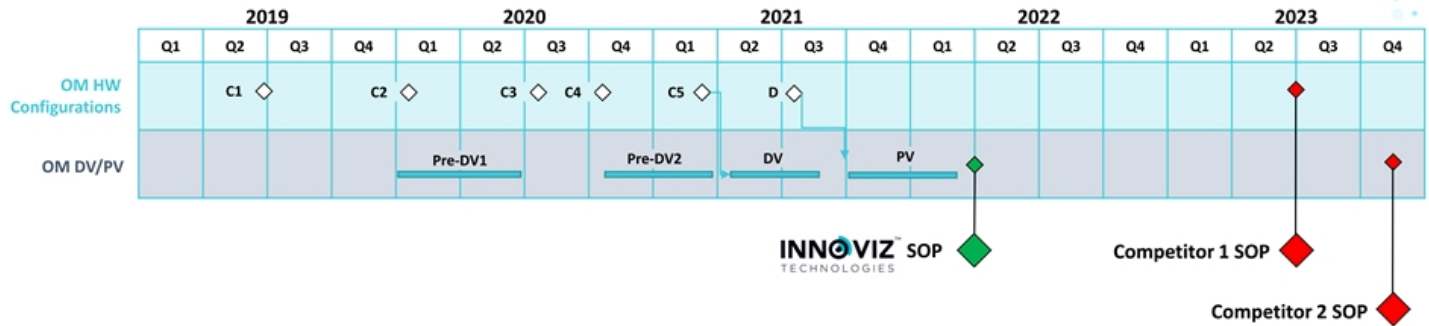 2019 2020 2021 2022 2023
Q1 Q2 Q3 Q4 Q1 Q2 Q3 Q4 Q1 Q2 Q3 Q4 Q1 Q2 Q3 Q4 Q1 Q2 Q3 Q4
OM HW
Configurations
C1 C2 C3 C4 C5 D
OM DV/PV
Pre-DV1 Pre-DV2 DV PV
INNOVIZ™ SOP
TECHNOLOGIES
Competitor 1 SOP
Competitor 2 SOP